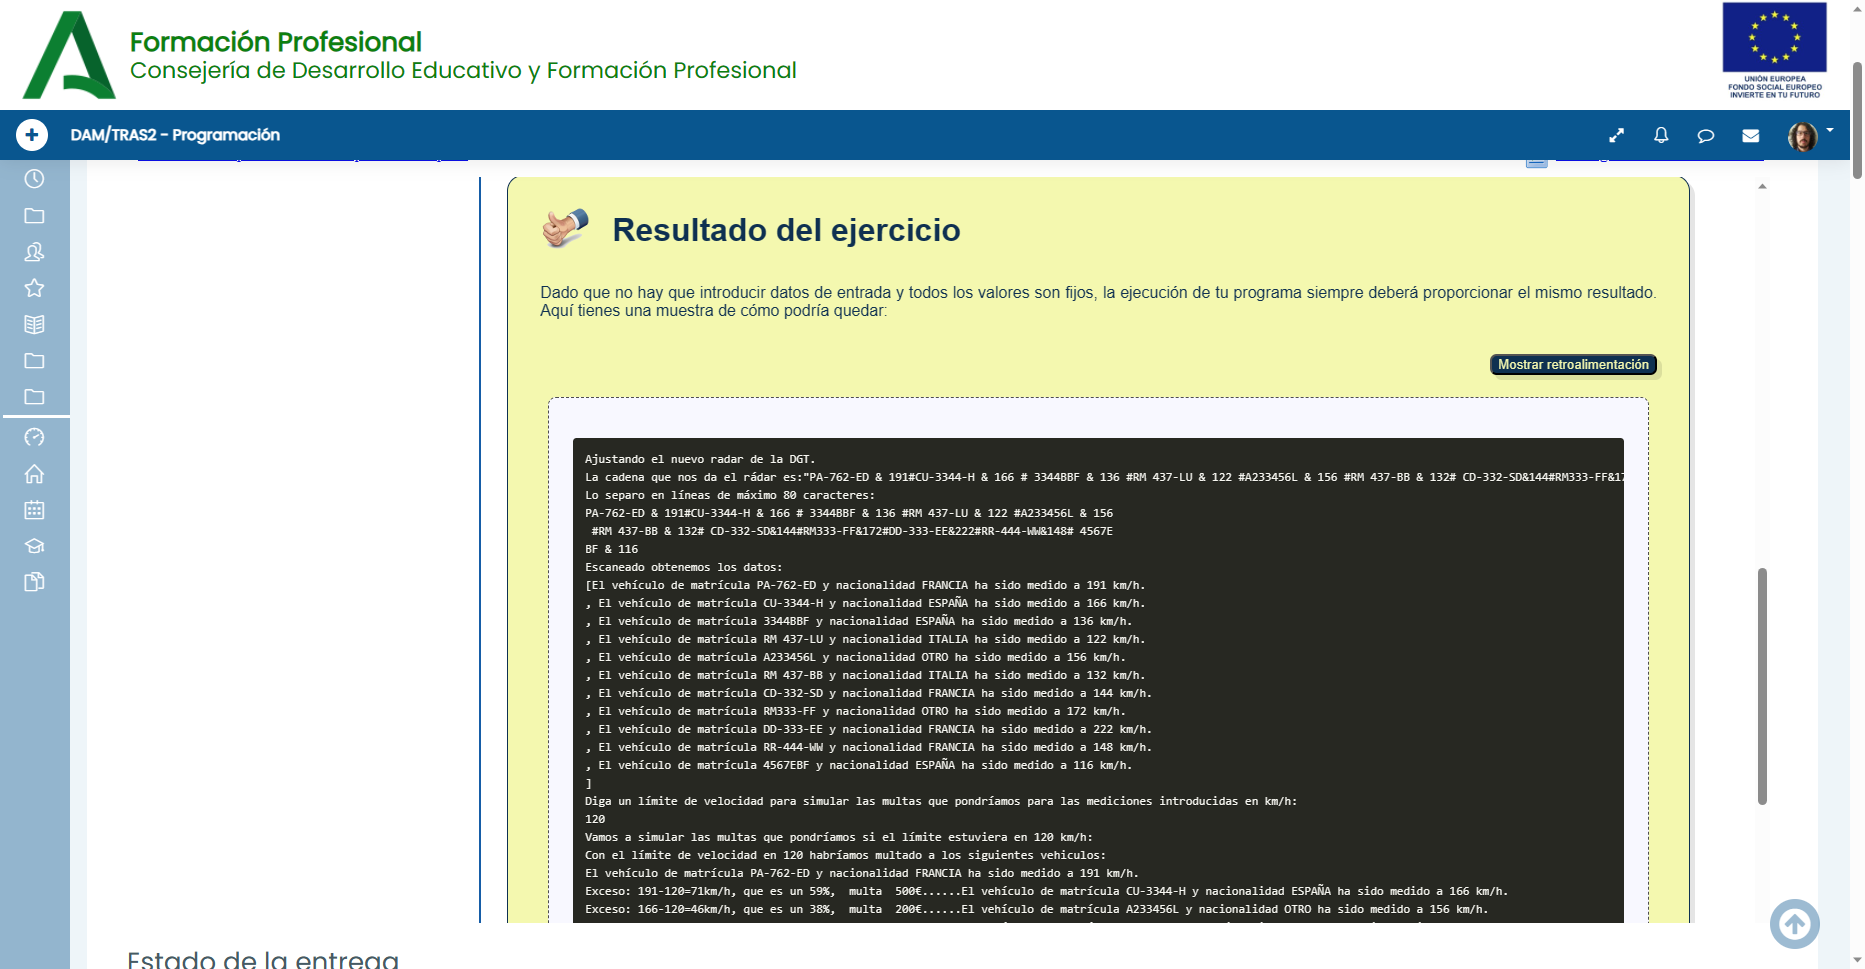 Formación Profesional
Consejería de Desarrollo Educativo y Formación Profesional
UNIÓN EUROPEA
FONDO SOCIAL EUROPEO
INVIERTE EN TU FUTURO
DAM/TRAS2 - Programación
Resultado del ejercicio
Dado que no hay que introducir datos de entrada y todos los valores son fijos, la ejecución de tu programa siempre deberá proporcionar el mismo resultado.
Aquí tienes una muestra de cómo podría quedar:
Mostrar retroalimentación
Ajustando el nuevo radar de la DGT.
La cadena que nos da el rádar es:"PA-762-ED & 191#CU-3344-H & 166 # 3344BBF & 136 #RM 437-LU & 122 #A233456L & 156 #RM 437-BB & 132# CD-332-SD&144#RM333-FF&17
Lo separo en líneas de máximo 80 caracteres:
PA-762-ED & 191#CU-3344-H & 166 # 3344BBF & 136 #RM 437-LU & 122 #A233456L & 156
#RM 437-BB & 132# CD-332-SD&144#RM333-FF&172#DD-333-EE&222#RR-444-WW&148# 4567E
BF & 116
Escaneado obtenemos los datos:
[El vehículo de matrícula PA-762-ED y nacionalidad FRANCIA ha sido medido a 191 km/h.
, El vehículo de matrícula CU-3344-H y nacionalidad ESPAÑA ha sido medido a 166 km/h.
, El vehículo de matrícula 3344BBF y nacionalidad ESPAÑA ha sido medido a 136 km/h.
, El vehículo de matrícula RM 437-LU y nacionalidad ITALIA ha sido medido a 122 km/h.
, El vehículo de matrícula A233456L y nacionalidad OTRO ha sido medido a 156 km/h.
, El vehículo de matrícula RM 437-BB y nacionalidad ITALIA ha sido medido a 132 km/h.
, El vehículo de matrícula CD-332-SD y nacionalidad FRANCIA ha sido medido a 144 km/h.
, El vehículo de matrícula RM333-FF y nacionalidad OTRO ha sido medido a 172 km/h.
, El vehículo de matrícula DD-333-EE y nacionalidad FRANCIA ha sido medido a 222 km/h.
, El vehículo de matrícula RR-444-WW y nacionalidad FRANCIA ha sido medido a 148 km/h.
, El vehículo de matrícula 4567EBF y nacionalidad ESPAÑA ha sido medido a 116 km/h.
]
Diga un límite de velocidad para simular las multas que pondríamos para las mediciones introducidas en km/h:
120
Vamos a simular las multas que pondríamos si el límite estuviera en 120 km/h:
Con el límite de velocidad en 120 habríamos multado a los siguientes vehiculos:
El vehículo de matrícula PA-762-ED y nacionalidad FRANCIA ha sido medido a 191 km/h.
Exceso: 191-120=71km/h, que es un 59%,  multa  500€......El vehículo de matrícula CU-3344-H y nacionalidad ESPAÑA ha sido medido a 166 km/h.
Exceso: 166-120=46km/h, que es un 38%,  multa  200€......El vehículo de matrícula A233456L y nacionalidad OTRO ha sido medido a 156 km/h.
Estado de la entrega